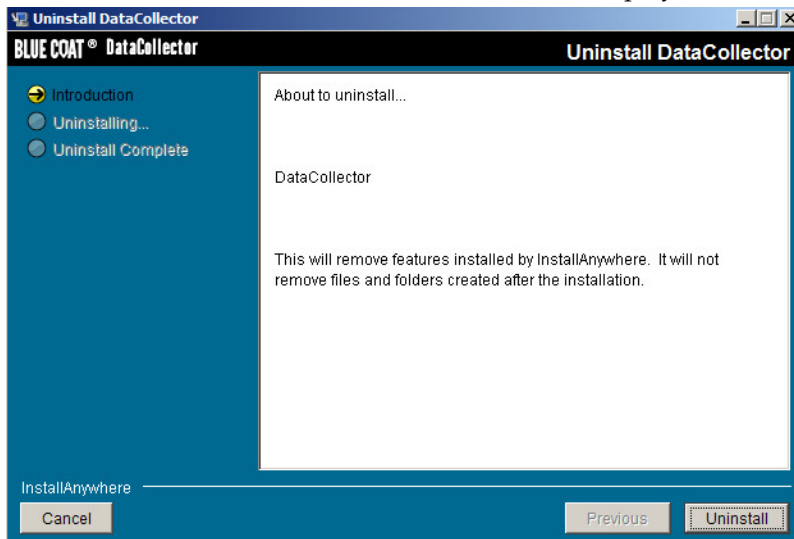 Uninstall DataCollector
BLUE COAT ® DataCollector
Uninstall DataCollector
Introduction
Uninstalling...
Uninstall Complete
About to uninstall...
DataCollector
This will remove features installed by InstallAnywhere. It will not
remove files and folders created after the installation.
InstallAnywhere
Cancel
Previous
Uninstall